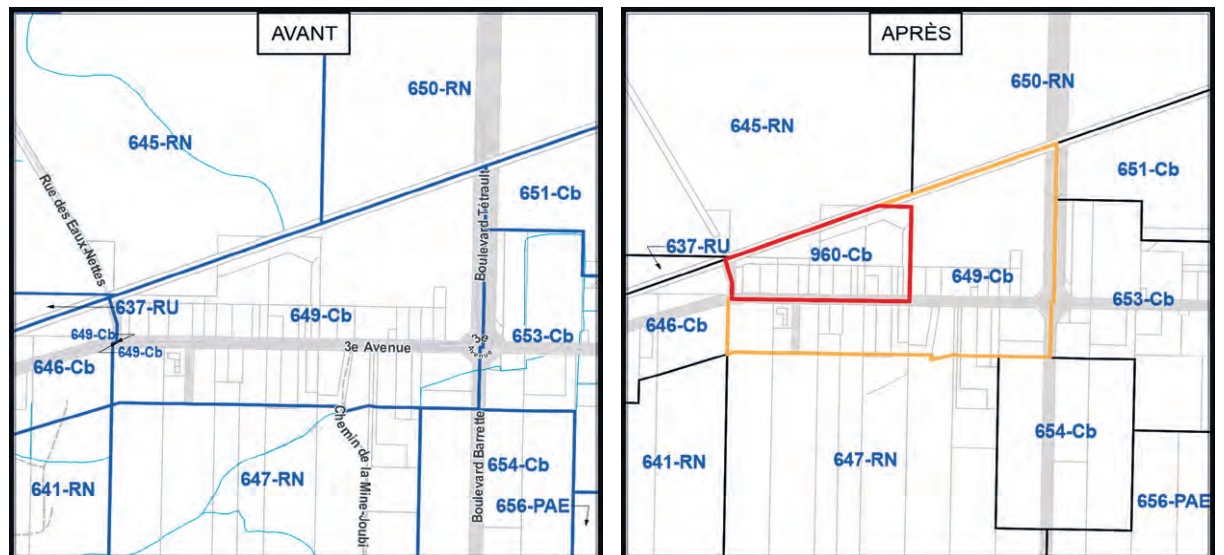 AVANT
650-RN
645-RN
Rue des Eaux-Nettes
651-Cb
Boulevard-Tétrault
637-RU
649-Cb
653-Cb
649-Cb
3e Avenue
3e
Avenue
649-Cb
646-Cb
Chemin de la Mine-Joubi
647-RN
641-RN
Boulevard Barrette
654-Cb
656-PAE
APRÈS
650-RN
645-RN
651-Cb
637-RU
960-Cb
649-Cb
653-Cb
646-Cb
654-Cb
641-RN
647-RN
656-PAE